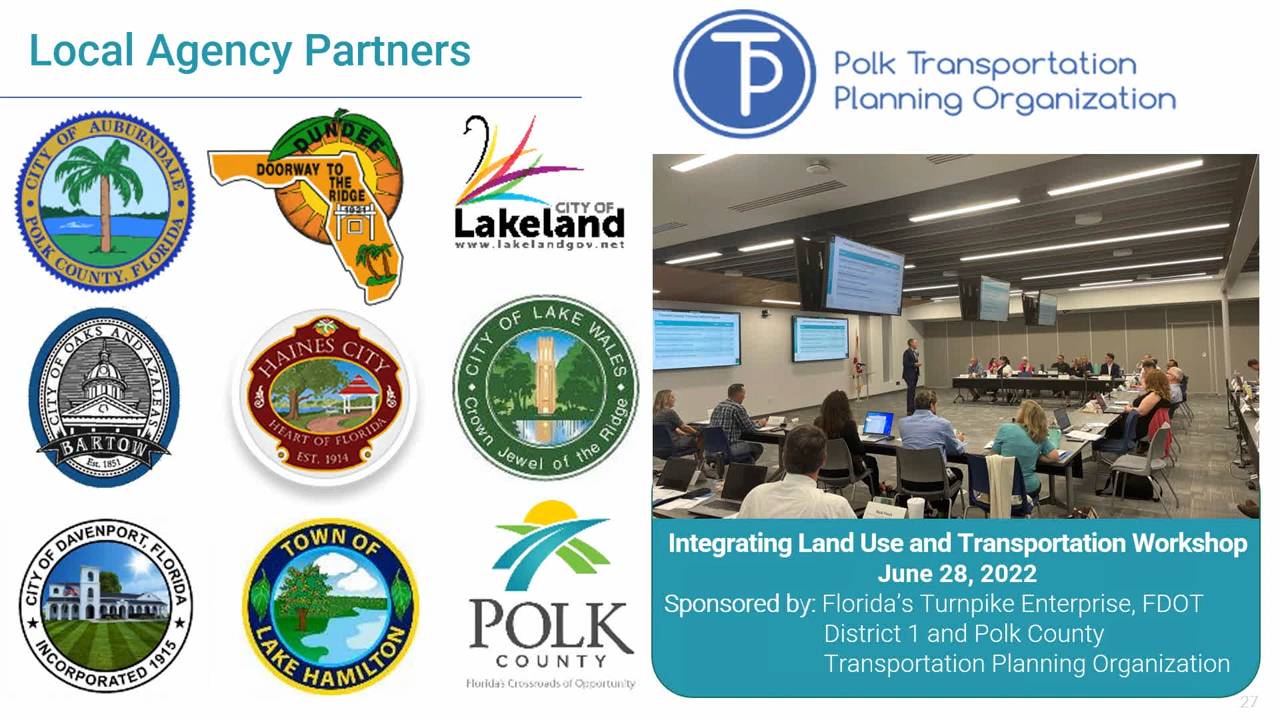 Local Agency Partners
Polk Transportation
Planning Organization
CITY OF AUBURNDALE
POLK COUNTY, FLORIDA
DUNDEE
DOORWAY TO
THE
RIDGE
CITY OF
Lakeland
www.lakelandgov.net
CITY OF OAKS AND AZALEAS
BARTOW
Est. 1851
HAINES CITY
HEART OF FLORIDA
EST. 1914
CITY OF LAKE WALES
Crown Jewel of the Ridge
CITY OF DAVENPORT, FLORIDA
INCORPORATED 1915
TOWN OF
LAKE HAMILTON
POLK
COUNTY
Florida's Crossroads of Opportunity
Integrating Land Use and Transportation Workshop
June 28, 2022
Sponsored by: Florida’s Turnpike Enterprise, FDOT
District 1 and Polk County
Transportation Planning Organization
27